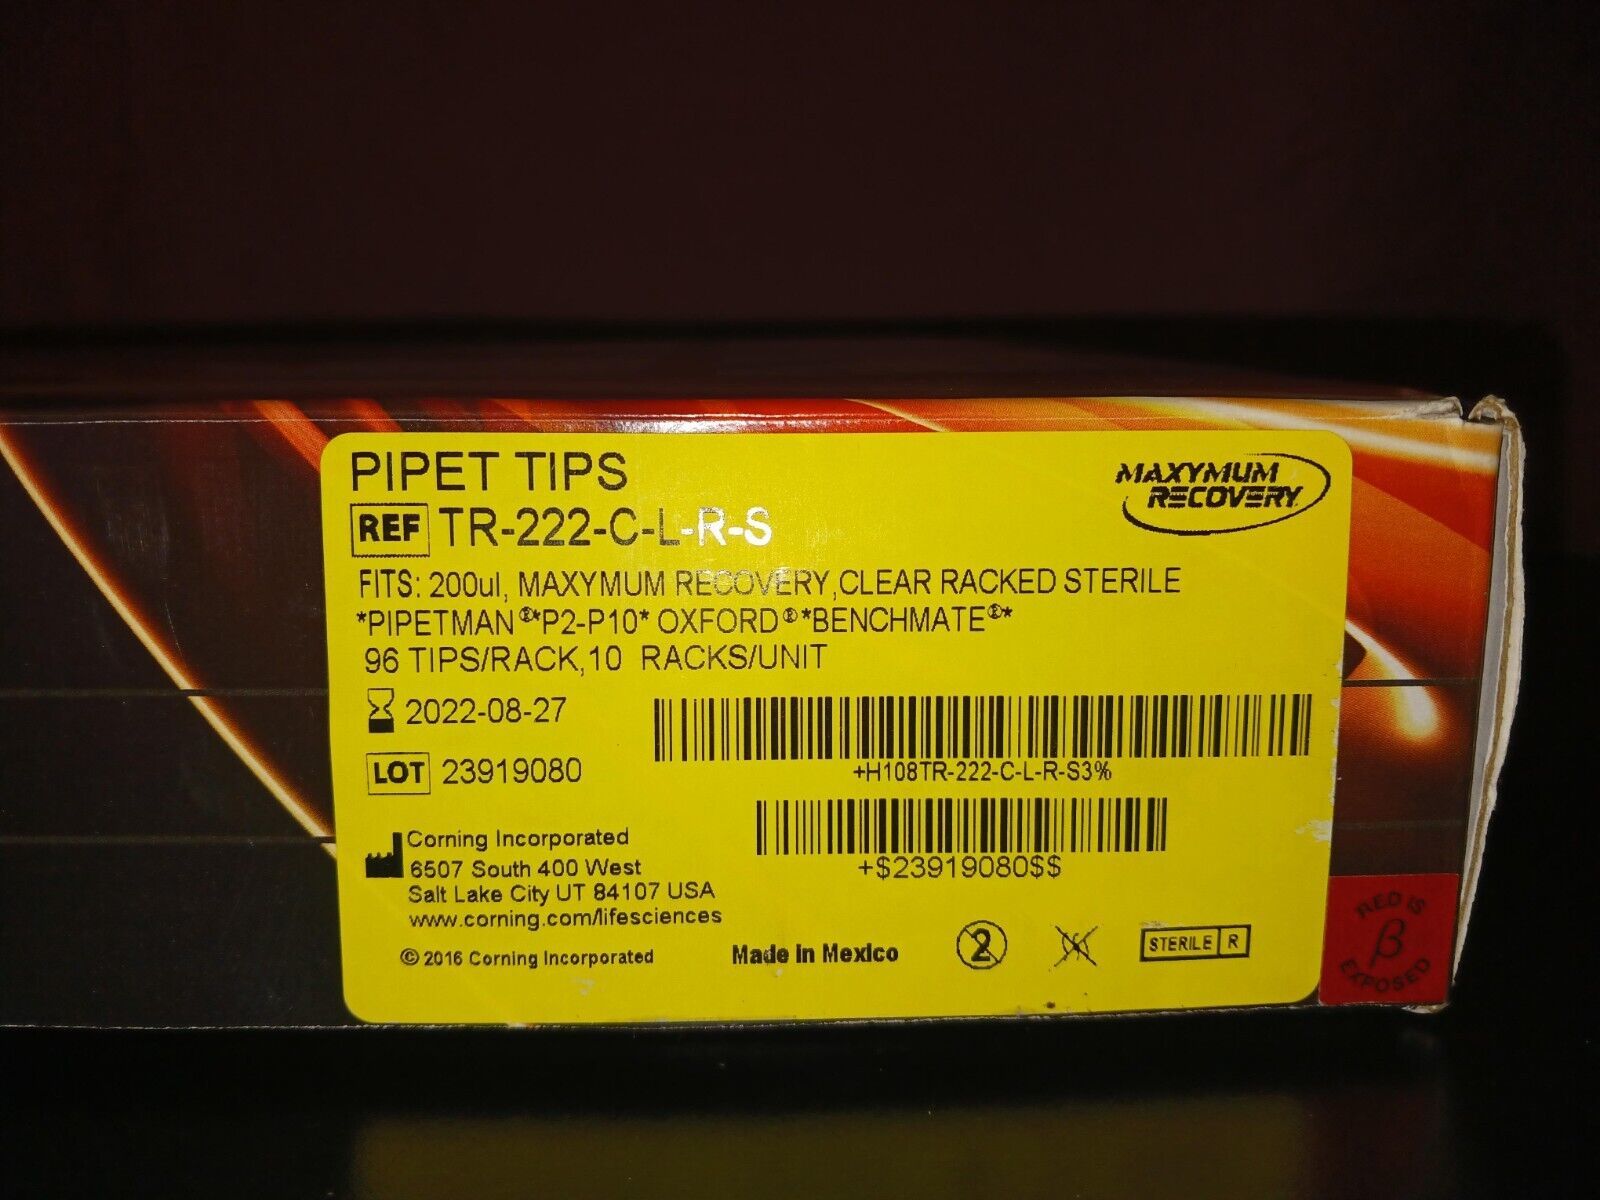 PIPET TIPS
MAXYMUM
RECOVERY
REF TR-222-C-L-R-S
FITS: 200ul, MAXYMUM RECOVERY,CLEAR RACKED STERILE
*PIPETMAN®*P2-P10* OXFORD®*BENCHMATE®*
96 TIPS/RACK,10 RACKS/UNIT
2022-08-27
LOT 23919080
+H108TR-222-C-L-R-S3%
+$23919080$$
Corning Incorporated
6507 South 400 West
Salt Lake City UT 84107 USA
www.corning.com/lifesciences
© 2016 Corning Incorporated
Made in Mexico
2
STERILE R
RED IS
β
EXPOSED